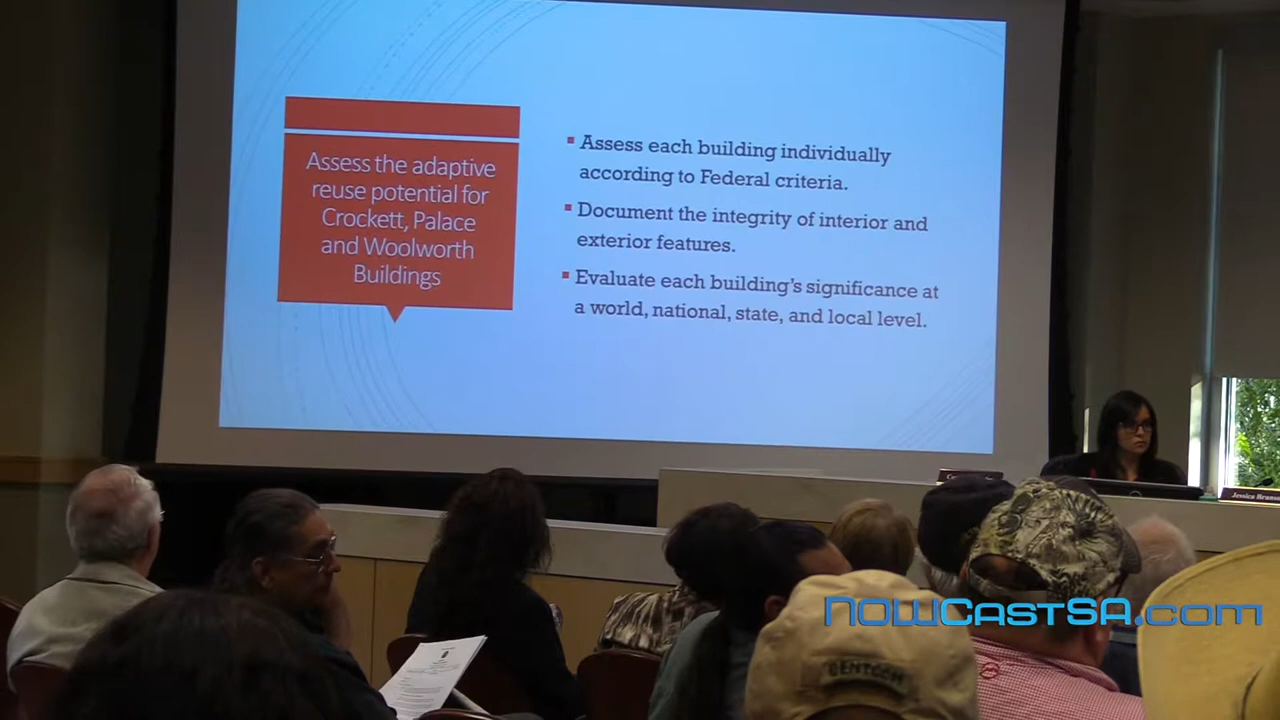 Assess the adaptive
reuse potential for
Crockett, Palace
and Woolworth
Buildings
Assess each building individually
according to Federal criteria.
Document the integrity of interior and
exterior features.
Evaluate each building's significance at
a world, national, state, and local level.
Jessica
NOWCastSA.com
CENTCOM